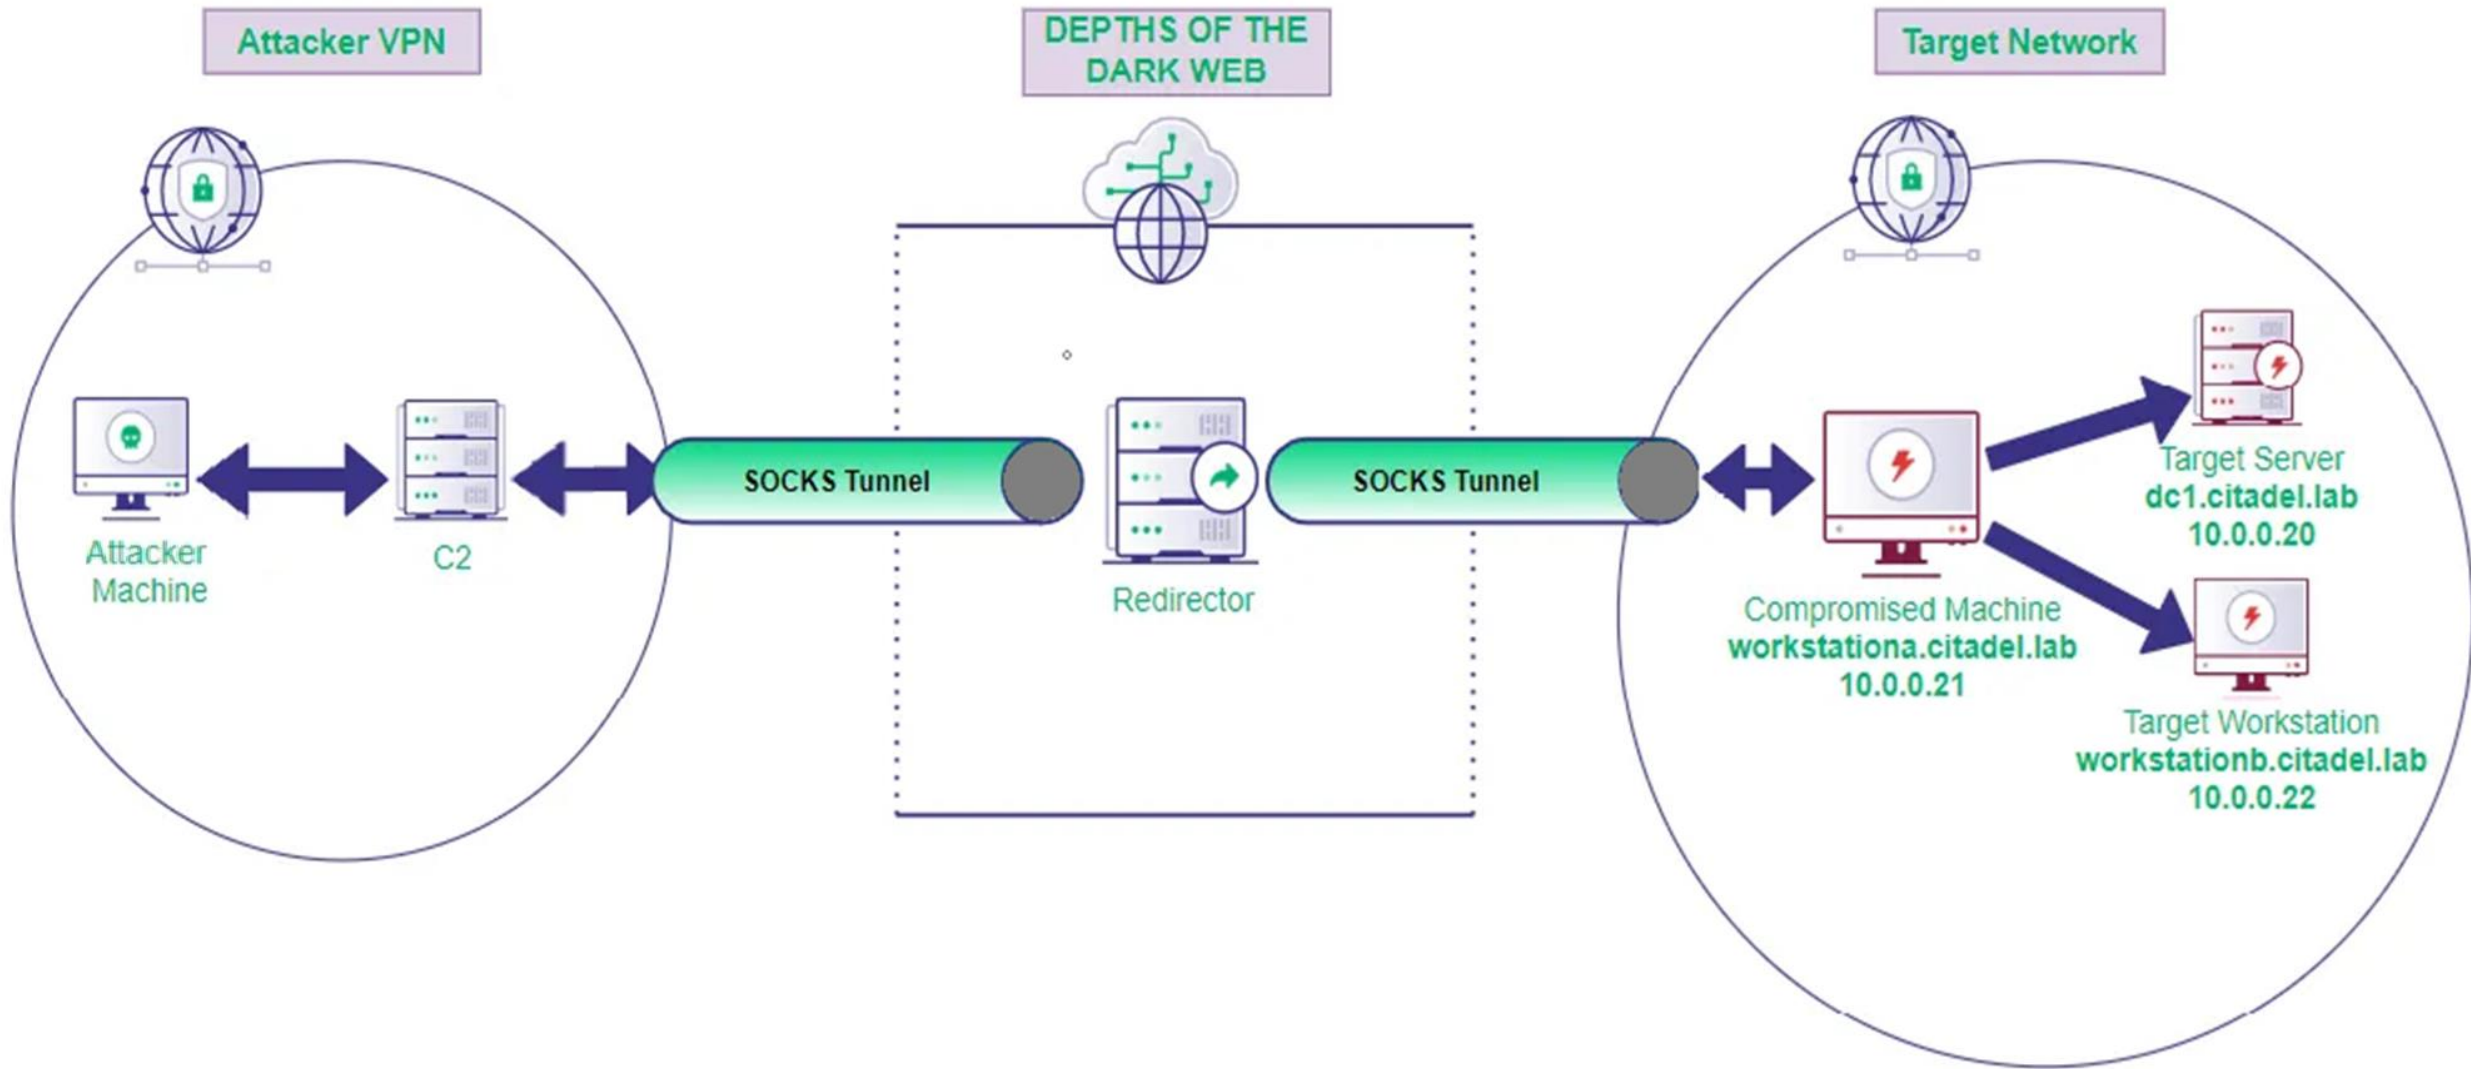 Attacker VPN
DEPTHS OF THE
DARK WEB
Target Network
Attacker
Machine
C2
SOCKS Tunnel
Redirector
SOCKS Tunnel
Compromised Machine
workstationa.citadel.lab
10.0.0.21
Target Server
dc1.citadel.lab
10.0.0.20
Target Workstation
workstationb.citadel.lab
10.0.0.22